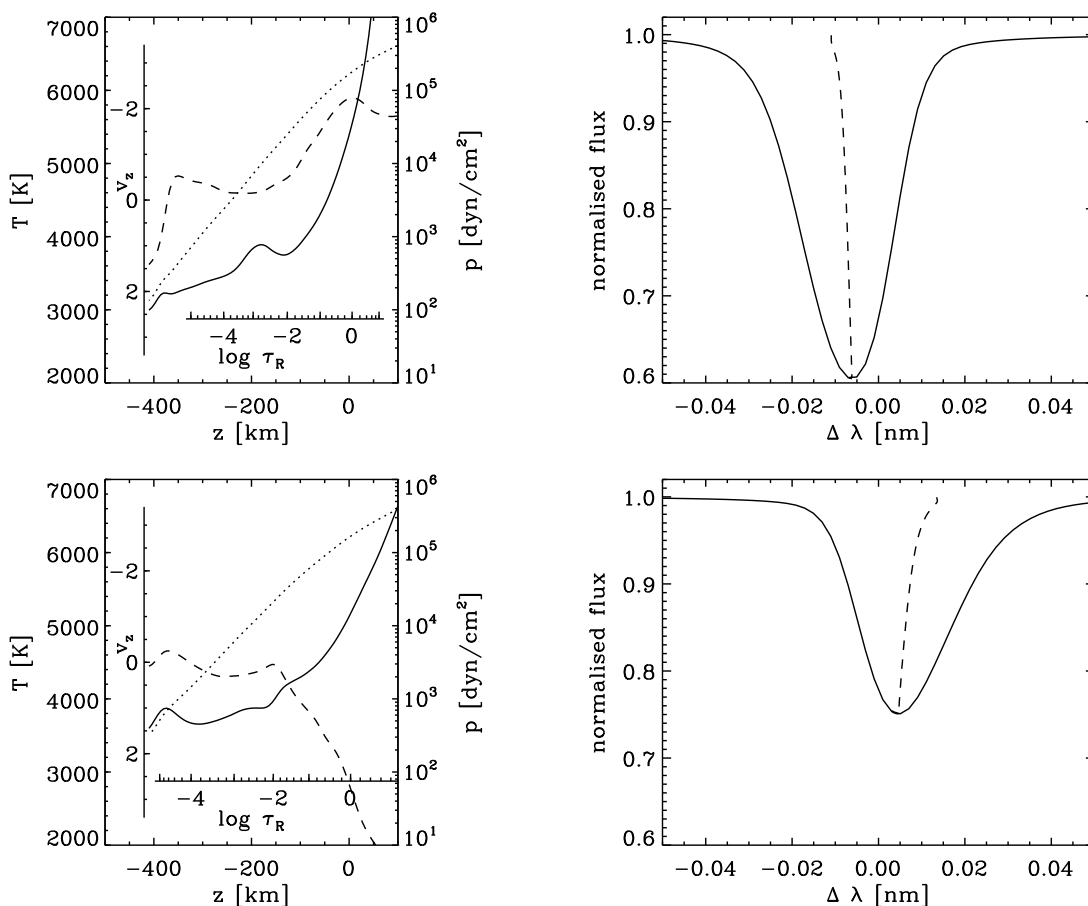 7000
6000
5000
4000
3000
2000
T [K]
-2
0
2
v_z
10^6
10^5
10^4
10^3
10^2
10^1
p [dyn/cm^2]
-4 -2 0
log τ_R
-400 -200 0
z [km]
1.0
0.9
0.8
0.7
0.6
normalised flux
-0.04 -0.02 0.00 0.02 0.04
Δ λ [nm]
7000
6000
5000
4000
3000
2000
T [K]
-2
0
2
v_z
10^6
10^5
10^4
10^3
10^2
10^1
p [dyn/cm^2]
-4 -2 0
log τ_R
-400 -200 0
z [km]
1.0
0.9
0.8
0.7
0.6
normalised flux
-0.04 -0.02 0.00 0.02 0.04
Δ λ [nm]